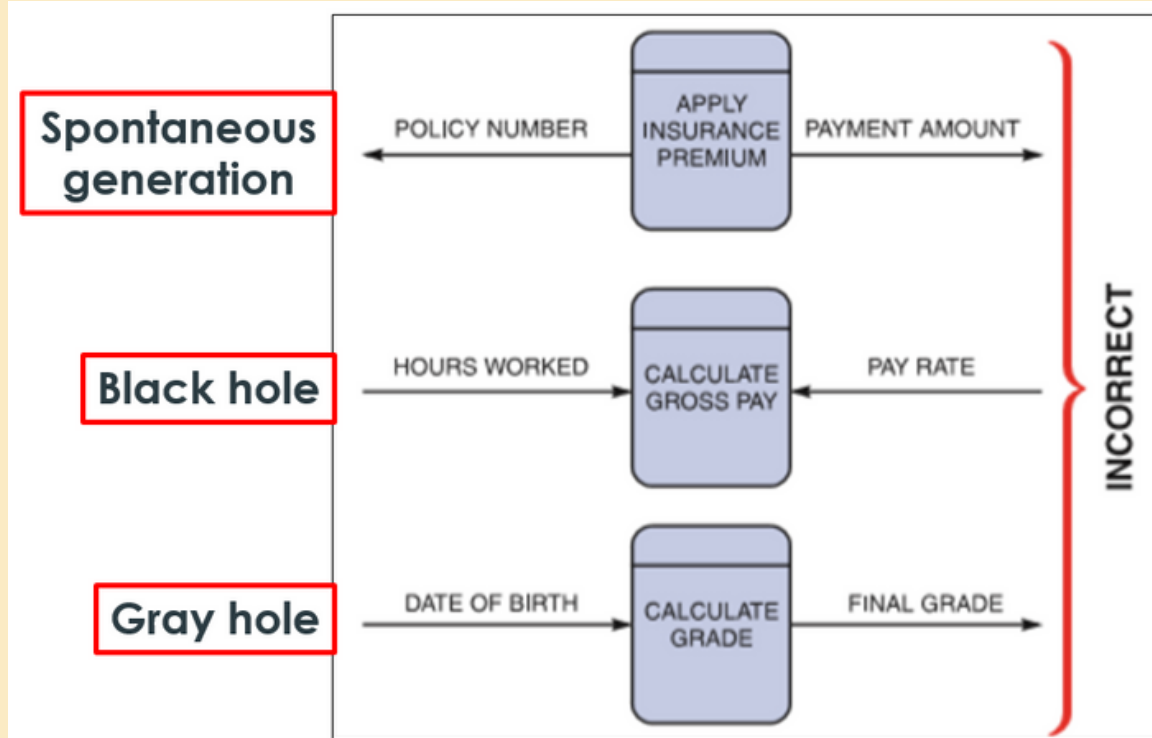 Spontaneous
generation
POLICY NUMBER
APPLY
INSURANCE
PREMIUM
PAYMENT AMOUNT
Black hole
HOURS WORKED
CALCULATE
GROSS PAY
PAY RATE
Gray hole
DATE OF BIRTH
CALCULATE
GRADE
FINAL GRADE
INCORRECT